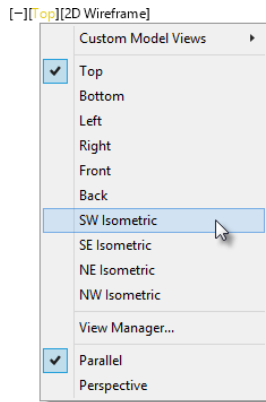 [−][Top][2D Wireframe]
Custom Model Views
Top
Bottom
Left
Right
Front
Back
SW Isometric
SE Isometric
NE Isometric
NW Isometric
View Manager...
Parallel
Perspective